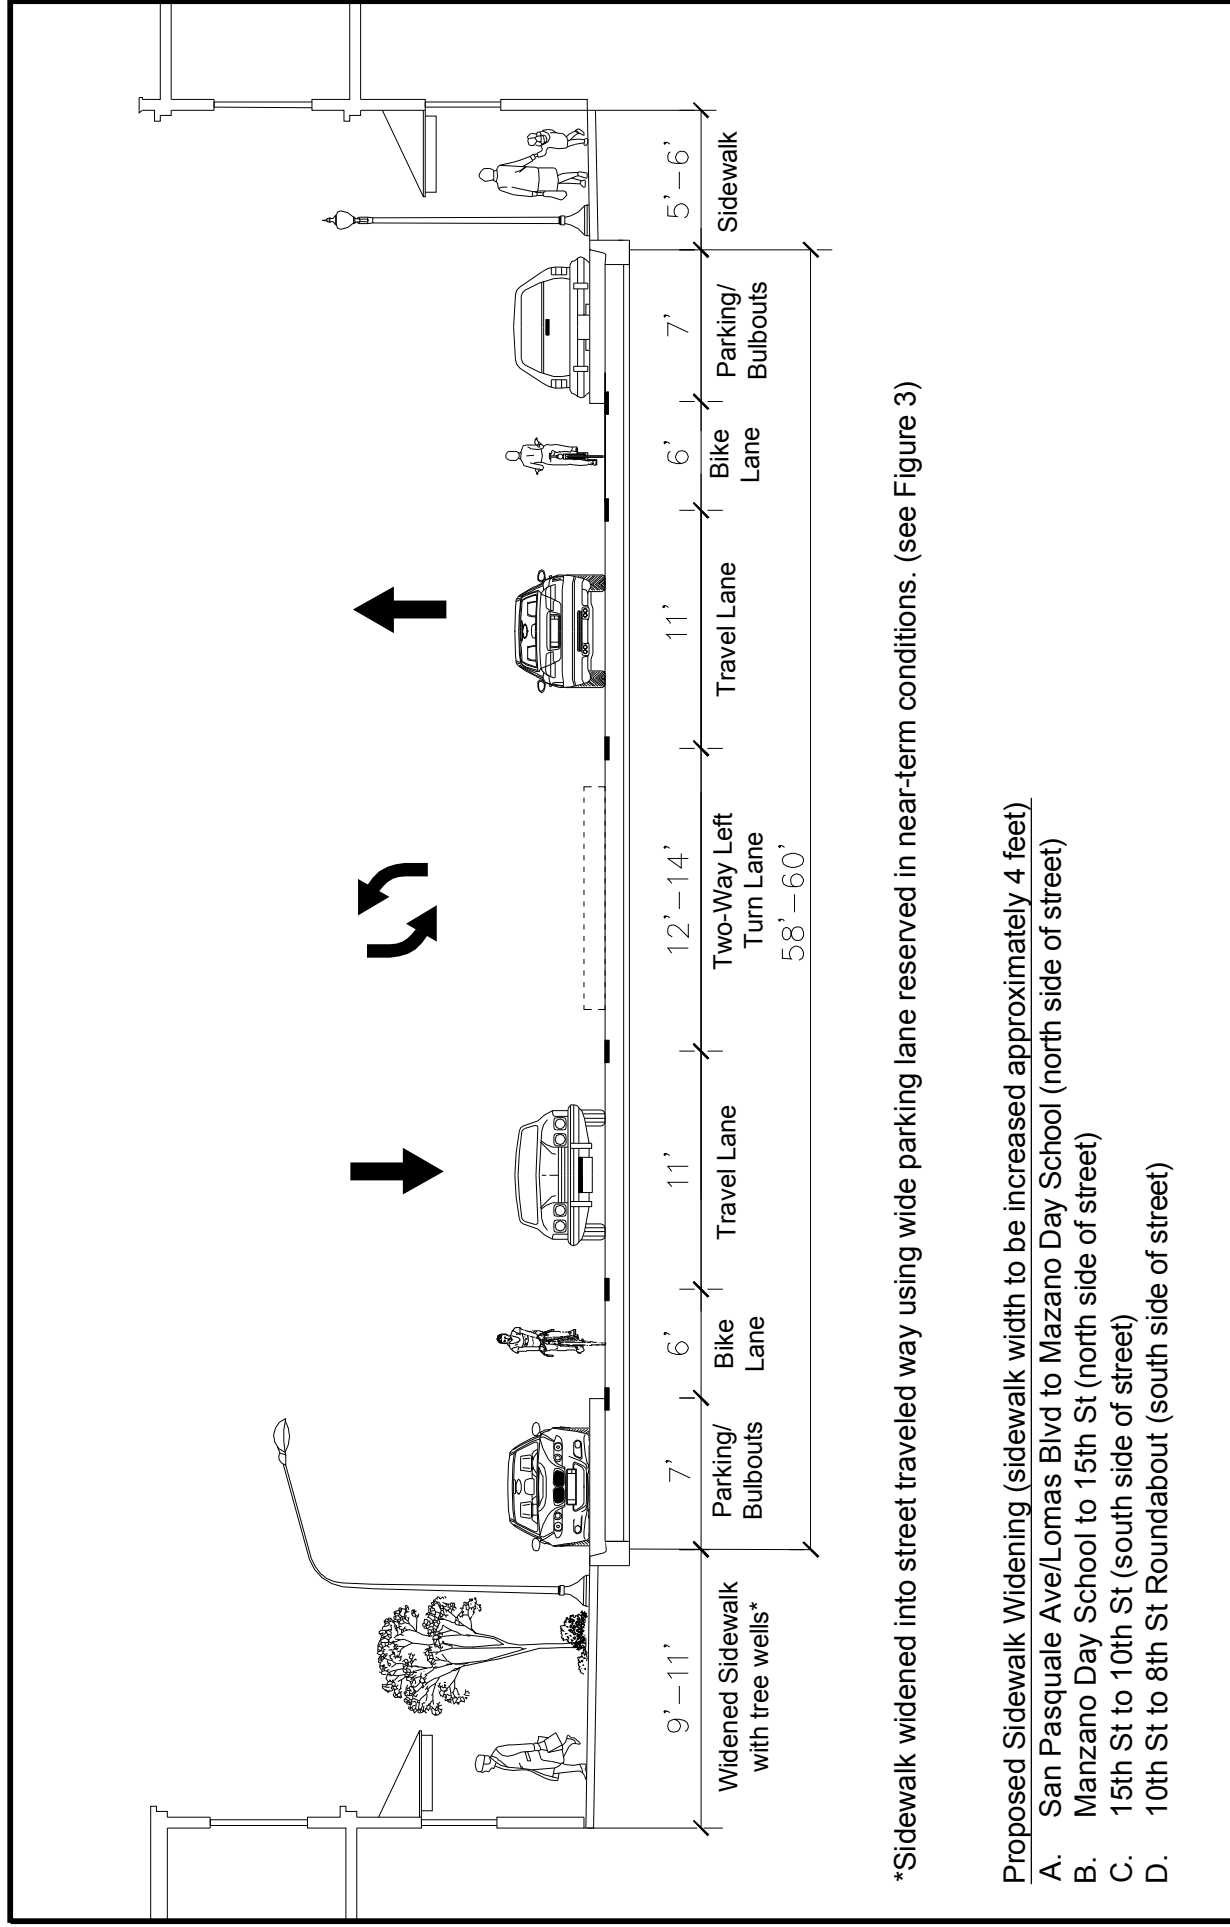 9’–11’
7’
6’
11’
12’–14’
11’
6’
7’
5’–6’
Widened Sidewalk
with tree wells*
Parking/
Bulbouts
Bike
Lane
Travel Lane
Two-Way Left
Turn Lane
Travel Lane
Bike
Lane
Parking/
Bulbouts
Sidewalk
58’–60’
*Sidewalk widened into street traveled way using wide parking lane reserved in near-term conditions. (see Figure 3)
Proposed Sidewalk Widening (sidewalk width to be increased approximately 4 feet)
A. San Pasquale Ave/Lomas Blvd to Mazano Day School (north side of street)
B. Manzano Day School to 15th St (north side of street)
C. 15th St to 10th St (south side of street)
D. 10th St to 8th St Roundabout (south side of street)